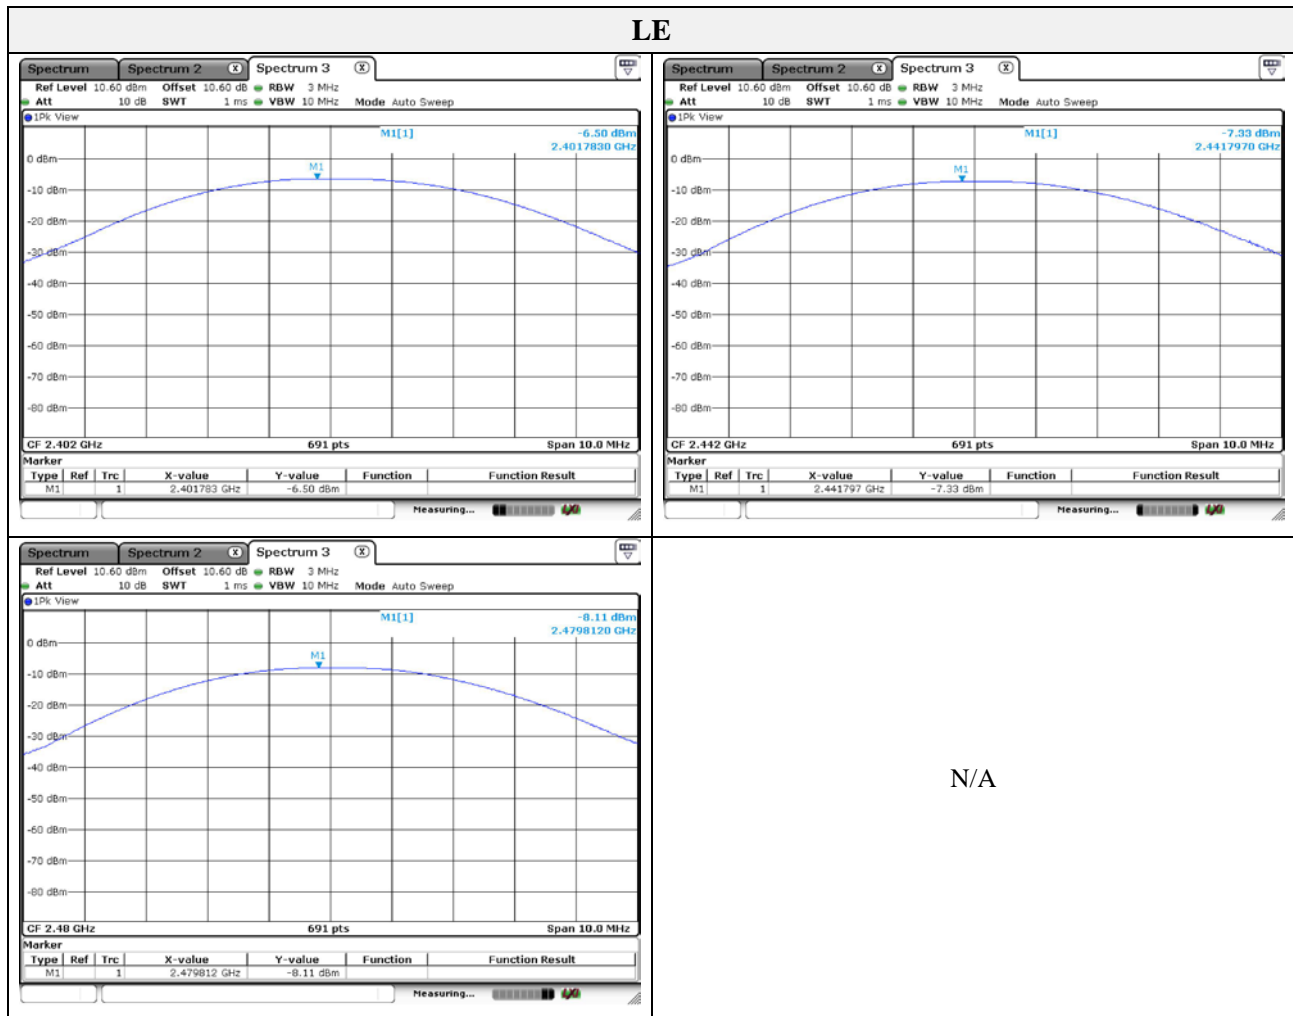 LE
Spectrum Spectrum 2 X Spectrum 3 X
Ref Level 10.60 dBm Offset 10.60 dB RBW 3 MHz
Att 10 dB SWT 1 ms VBW 10 MHz Mode Auto Sweep
1Pk View
M1[1] -6.50 dBm
2.4017830 GHz
M1
0 dBm
-10 dBm
-20 dBm
-30 dBm
-40 dBm
-50 dBm
-60 dBm
-70 dBm
-80 dBm
CF 2.402 GHz 691 pts Span 10.0 MHz
Marker
Type Ref Trc X-value Y-value Function Function Result
M1 1 2.401783 GHz -6.50 dBm
Measuring...
Spectrum Spectrum 2 X Spectrum 3 X
Ref Level 10.60 dBm Offset 10.60 dB RBW 3 MHz
Att 10 dB SWT 1 ms VBW 10 MHz Mode Auto Sweep
1Pk View
M1[1] -7.33 dBm
2.4417970 GHz
0 dBm
M1
-10 dBm
-20 dBm
-30 dBm
-40 dBm
-50 dBm
-60 dBm
-70 dBm
-80 dBm
CF 2.442 GHz 691 pts Span 10.0 MHz
Marker
Type Ref Trc X-value Y-value Function Function Result
M1 1 2.441797 GHz -7.33 dBm
Measuring...
Spectrum Spectrum 2 X Spectrum 3 X
Ref Level 10.60 dBm Offset 10.60 dB RBW 3 MHz
Att 10 dB SWT 1 ms VBW 10 MHz Mode Auto Sweep
1Pk View
M1[1] -8.11 dBm
2.4798120 GHz
0 dBm
M1
-10 dBm
-20 dBm
-30 dBm
-40 dBm
-50 dBm
-60 dBm
-70 dBm
-80 dBm
CF 2.48 GHz 691 pts Span 10.0 MHz
Marker
Type Ref Trc X-value Y-value Function Function Result
M1 1 2.479812 GHz -8.11 dBm
Measuring...
N/A